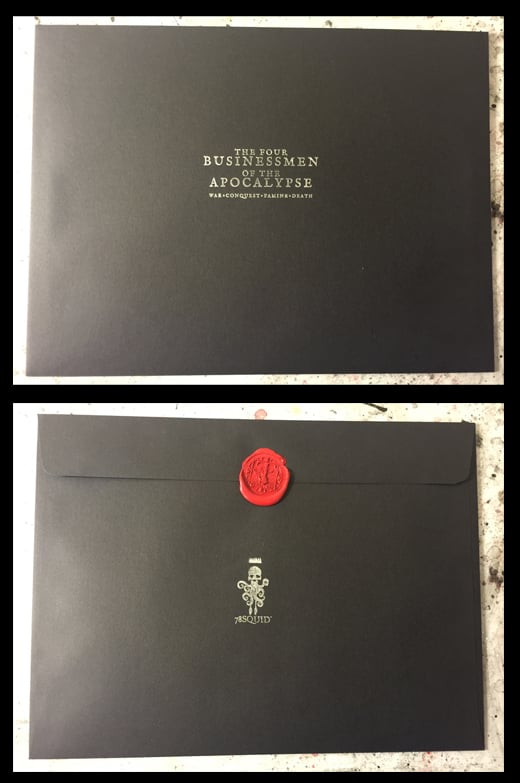 THE FOUR
BUSINESSMEN
OF THE
APOCALYPSE
WAR•CONQUEST•FAMINE•DEATH
78SQUID